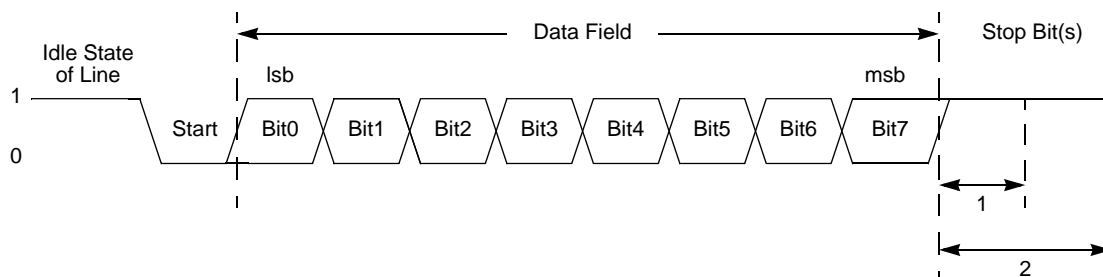 Data Field
Stop Bit(s)
Idle State
of Line
lsb
msb
1
Start
Bit0
Bit1
Bit2
Bit3
Bit4
Bit5
Bit6
Bit7
0
1
2